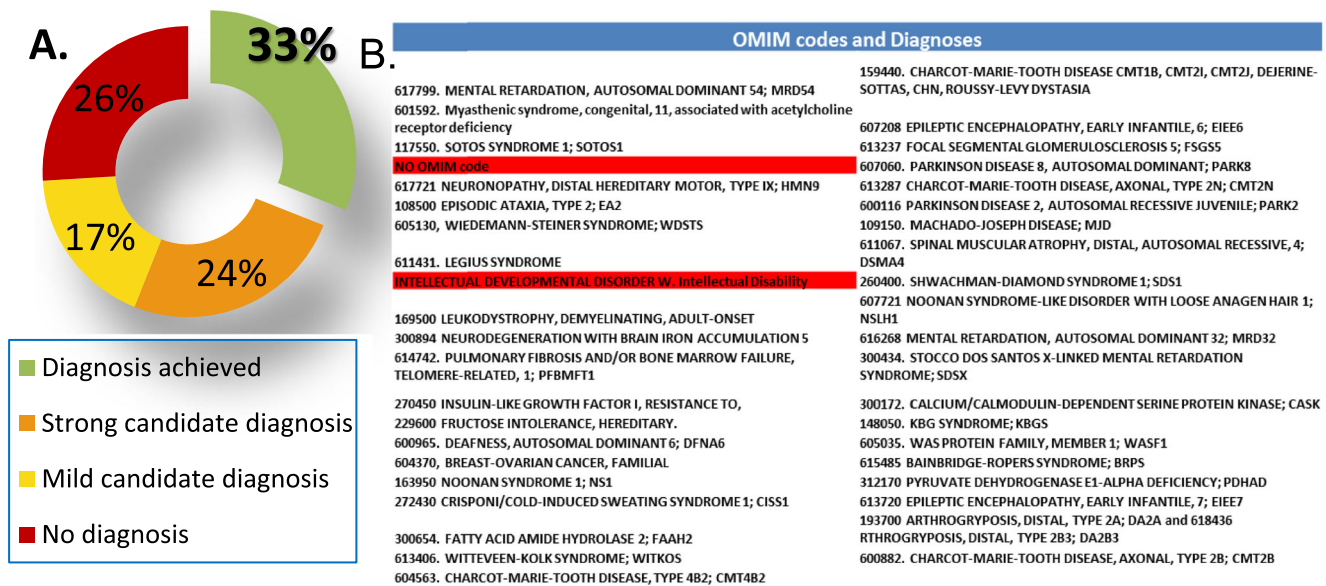 A.
33%
26%
17%
24%
Diagnosis achieved
Strong candidate diagnosis
Mild candidate diagnosis
No diagnosis
B.
OMIM codes and Diagnoses
617799. MENTAL RETARDATION, AUTOSOMAL DOMINANT 54; MRD54
601592. Myasthenic syndrome, congenital, 11, associated with acetylcholine
receptor deficiency
117550. SOTOS SYNDROME 1; SOTOS1
NO OMIM code
617721 NEURONOPATHY, DISTAL HEREDITARY MOTOR, TYPE IX; HMN9
108500 EPISODIC ATAXIA, TYPE 2; EA2
605130, WIEDEMANN-STEINER SYNDROME; WDSTS
611431. LEGIUS SYNDROME
INTELLECTUAL DEVELOPMENTAL DISORDER W. Intellectual Disability
169500 LEUKODYSTROPHY, DEMYELINATING, ADULT-ONSET
300894 NEURODEGENERATION WITH BRAIN IRON ACCUMULATION 5
614742. PULMONARY FIBROSIS AND/OR BONE MARROW FAILURE,
TELOMERE-RELATED, 1; PFBMFT1
270450 INSULIN-LIKE GROWTH FACTOR I, RESISTANCE TO,
229600 FRUCTOSE INTOLERANCE, HEREDITARY.
600965. DEAFNESS, AUTOSOMAL DOMINANT 6; DFNA6
604370, BREAST-OVARIAN CANCER, FAMILIAL
163950 NOONAN SYNDROME 1; NS1
272430 CRISPONI/COLD-INDUCED SWEATING SYNDROME 1; CISS1
300654. FATTY ACID AMIDE HYDROLASE 2; FAAH2
613406. WITTEVEEN-KOLK SYNDROME; WITKOS
604563. CHARCOT-MARIE-TOOTH DISEASE, TYPE 4B2; CMT4B2
159440. CHARCOT-MARIE-TOOTH DISEASE CMT1B, CMT2I, CMT2J, DEJERINE-
SOTTAS, CHN, ROUSSY-LEVY DYSTASIA
607208 EPILEPTIC ENCEPHALOPATHY, EARLY INFANTILE, 6; EIEE6
613237 FOCAL SEGMENTAL GLOMERULOSCLEROSIS 5; FSGS5
607060. PARKINSON DISEASE 8, AUTOSOMAL DOMINANT; PARK8
613287 CHARCOT-MARIE-TOOTH DISEASE, AXONAL, TYPE 2N; CMT2N
600116 PARKINSON DISEASE 2, AUTOSOMAL RECESSIVE JUVENILE; PARK2
109150. MACHADO-JOSEPH DISEASE; MJD
611067. SPINAL MUSCULAR ATROPHY, DISTAL, AUTOSOMAL RECESSIVE, 4;
DSMA4
260400. SHWACHMAN-DIAMOND SYNDROME 1; SDS1
607721 NOONAN SYNDROME-LIKE DISORDER WITH LOOSE ANAGEN HAIR 1;
NSLH1
616268 MENTAL RETARDATION, AUTOSOMAL DOMINANT 32; MRD32
300434. STOCCO DOS SANTOS X-LINKED MENTAL RETARDATION
SYNDROME; SDSX
300172. CALCIUM/CALMODULIN-DEPENDENT SERINE PROTEIN KINASE; CASK
148050. KBG SYNDROME; KBGS
605035. WAS PROTEIN FAMILY, MEMBER 1; WASF1
615485 BAINBRIDGE-ROPERS SYNDROME; BRPS
312170 PYRUVATE DEHYDROGENASE E1-ALPHA DEFICIENCY; PDHAD
613720 EPILEPTIC ENCEPHALOPATHY, EARLY INFANTILE, 7; EIEE7
193700 ARTHROGRYPOSIS, DISTAL, TYPE 2A; DA2A and 618436
RTHROGRYPOSIS, DISTAL, TYPE 2B3; DA2B3
600882. CHARCOT-MARIE-TOOTH DISEASE, AXONAL, TYPE 2B; CMT2B